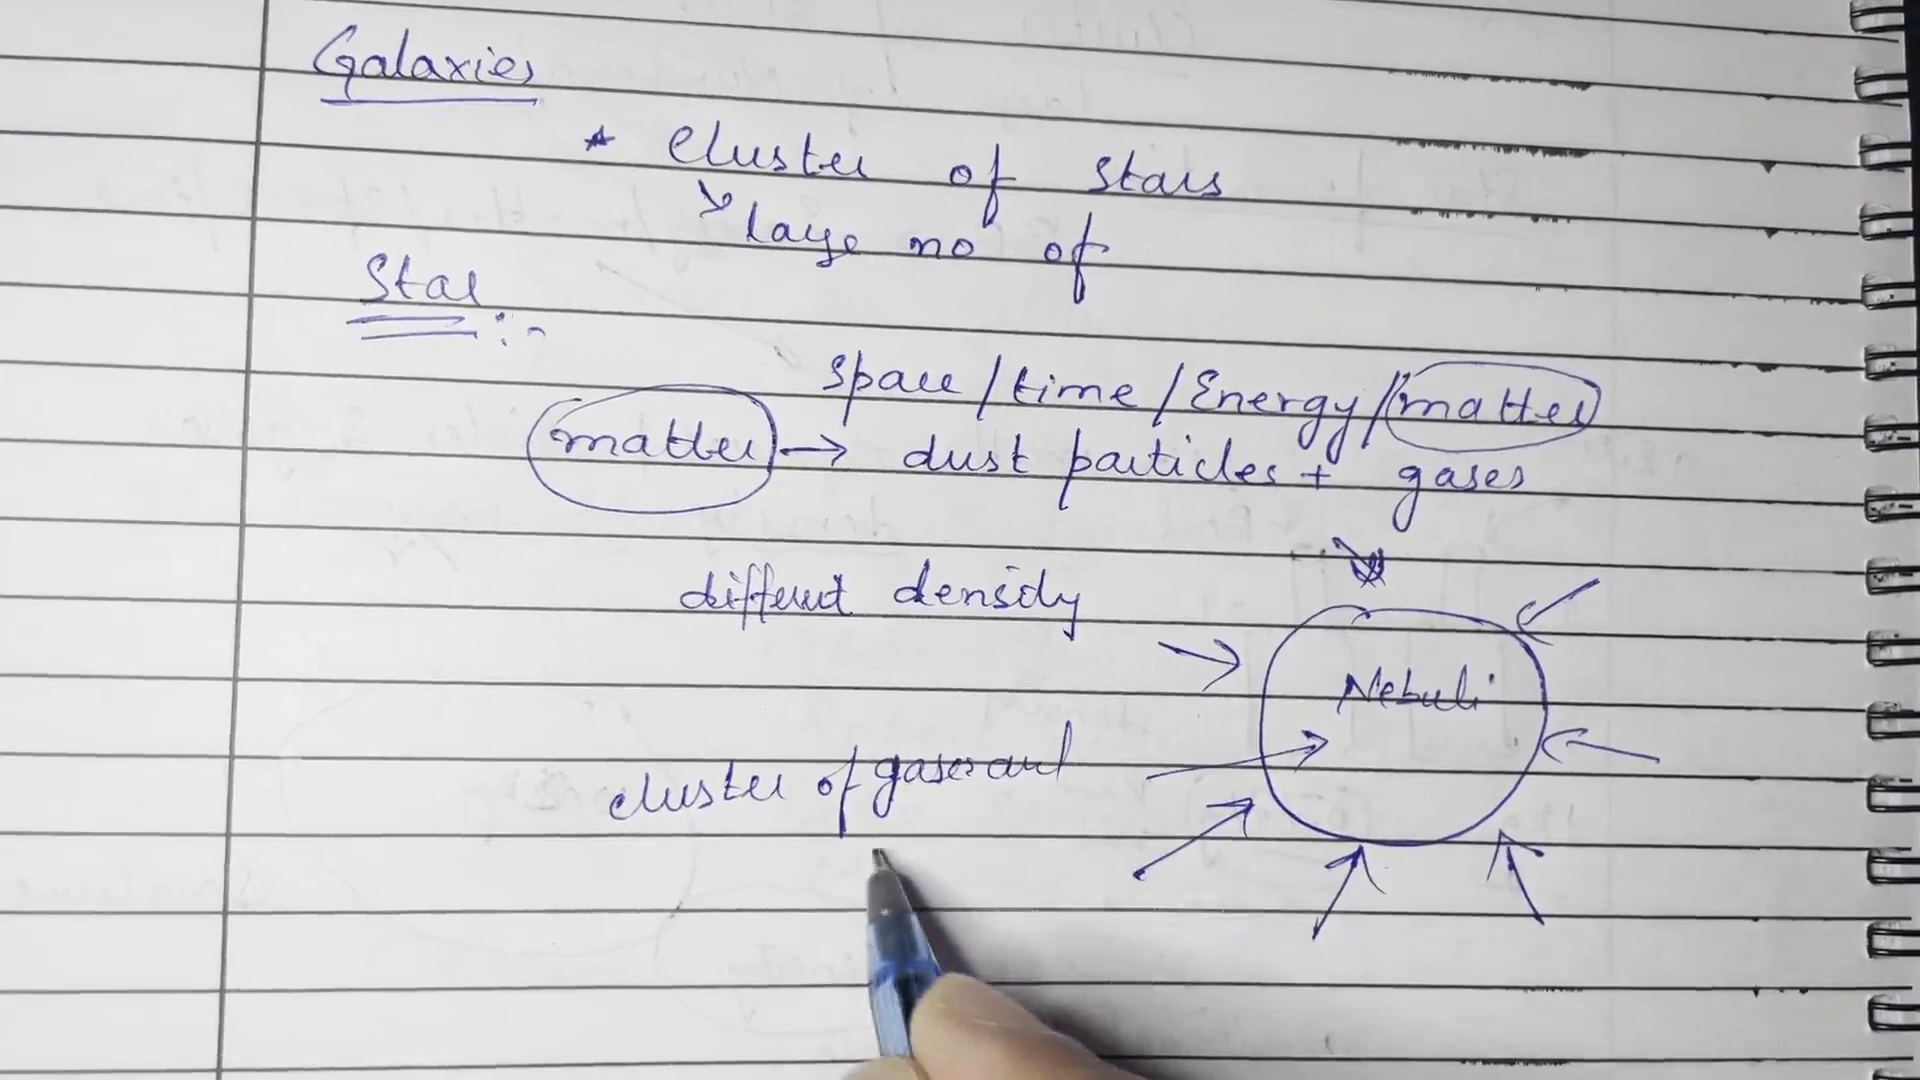 Galaxies
* Cluster of stars
large no of
Star :-
space/time/Energy/matter
matter → dust particles + gases
different density
Nebuli
cluster of gases and